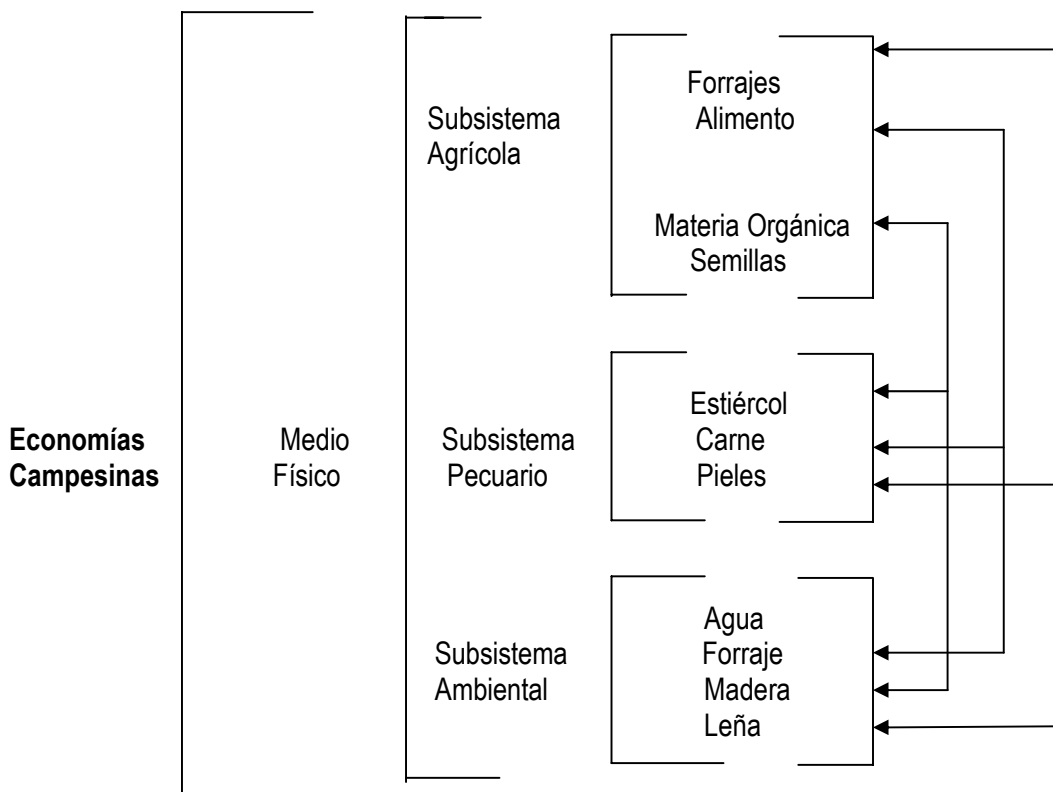 Economías
Campesinas
Medio
Físico
Subsistema
Agrícola
Forrajes
Alimento
Materia Orgánica
Semillas
Subsistema
Pecuario
Estiércol
Carne
Pieles
Subsistema
Ambiental
Agua
Forraje
Madera
Leña